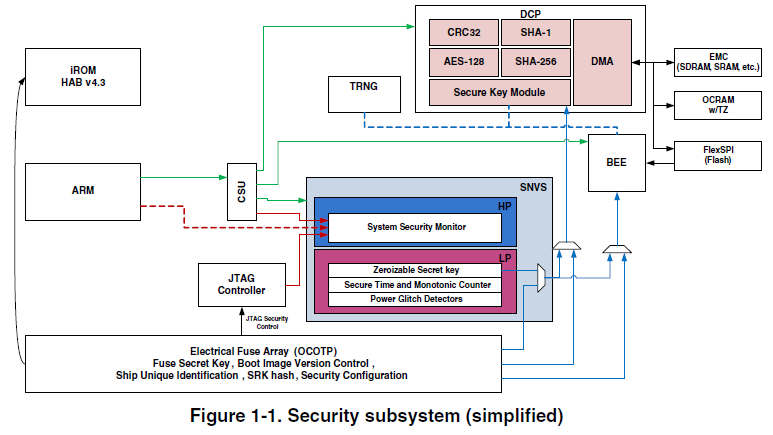 DCP
CRC32
SHA-1
AES-128
SHA-256
DMA
Secure Key Module
iROM
HAB v4.3
TRNG
EMC
(SDRAM, SRAM, etc.)
OCRAM
w/TZ
FlexSPI
(Flash)
BEE
ARM
CSU
SNVS
HP
System Security Monitor
LP
Zeroizable Secret key
Secure Time and Monotonic Counter
Power Glitch Detectors
JTAG
Controller
JTAG Security
Control
Electrical Fuse Array (OCOTP)
Fuse Secret Key, Boot Image Version Control,
Ship Unique Identification, SRK hash, Security Configuration
Figure 1-1. Security subsystem (simplified)